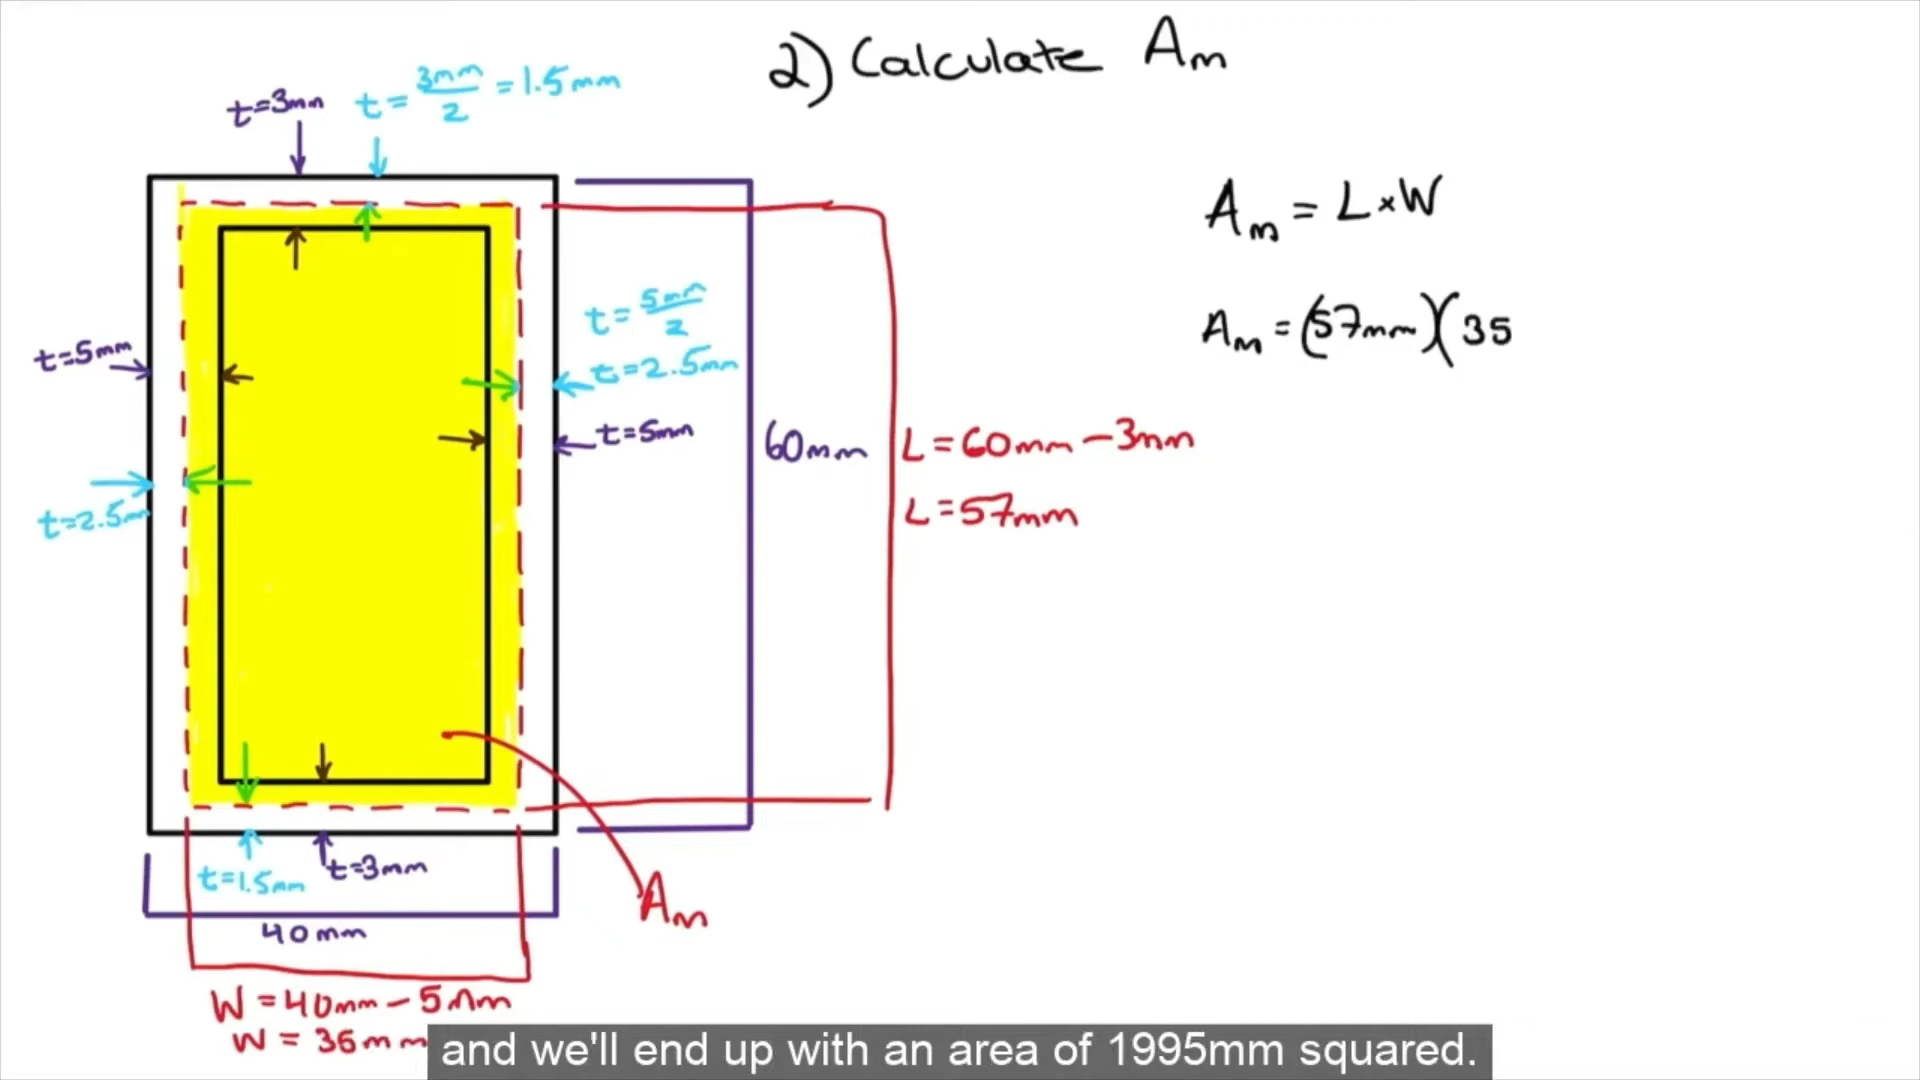 2) Calculate Am
t=3mm
t= 3mm/2 = 1.5mm
Am = L×W
t= 5mm/2
t=2.5mm
Am = (57mm)(35
t=5mm
t=5mm
60mm
L=60mm-3mm
L=57mm
t=2.5m
t=1.5mm
t=3mm
Am
40mm
W=40mm-5mm
W = 35mm
and we'll end up with an area of 1995mm squared.